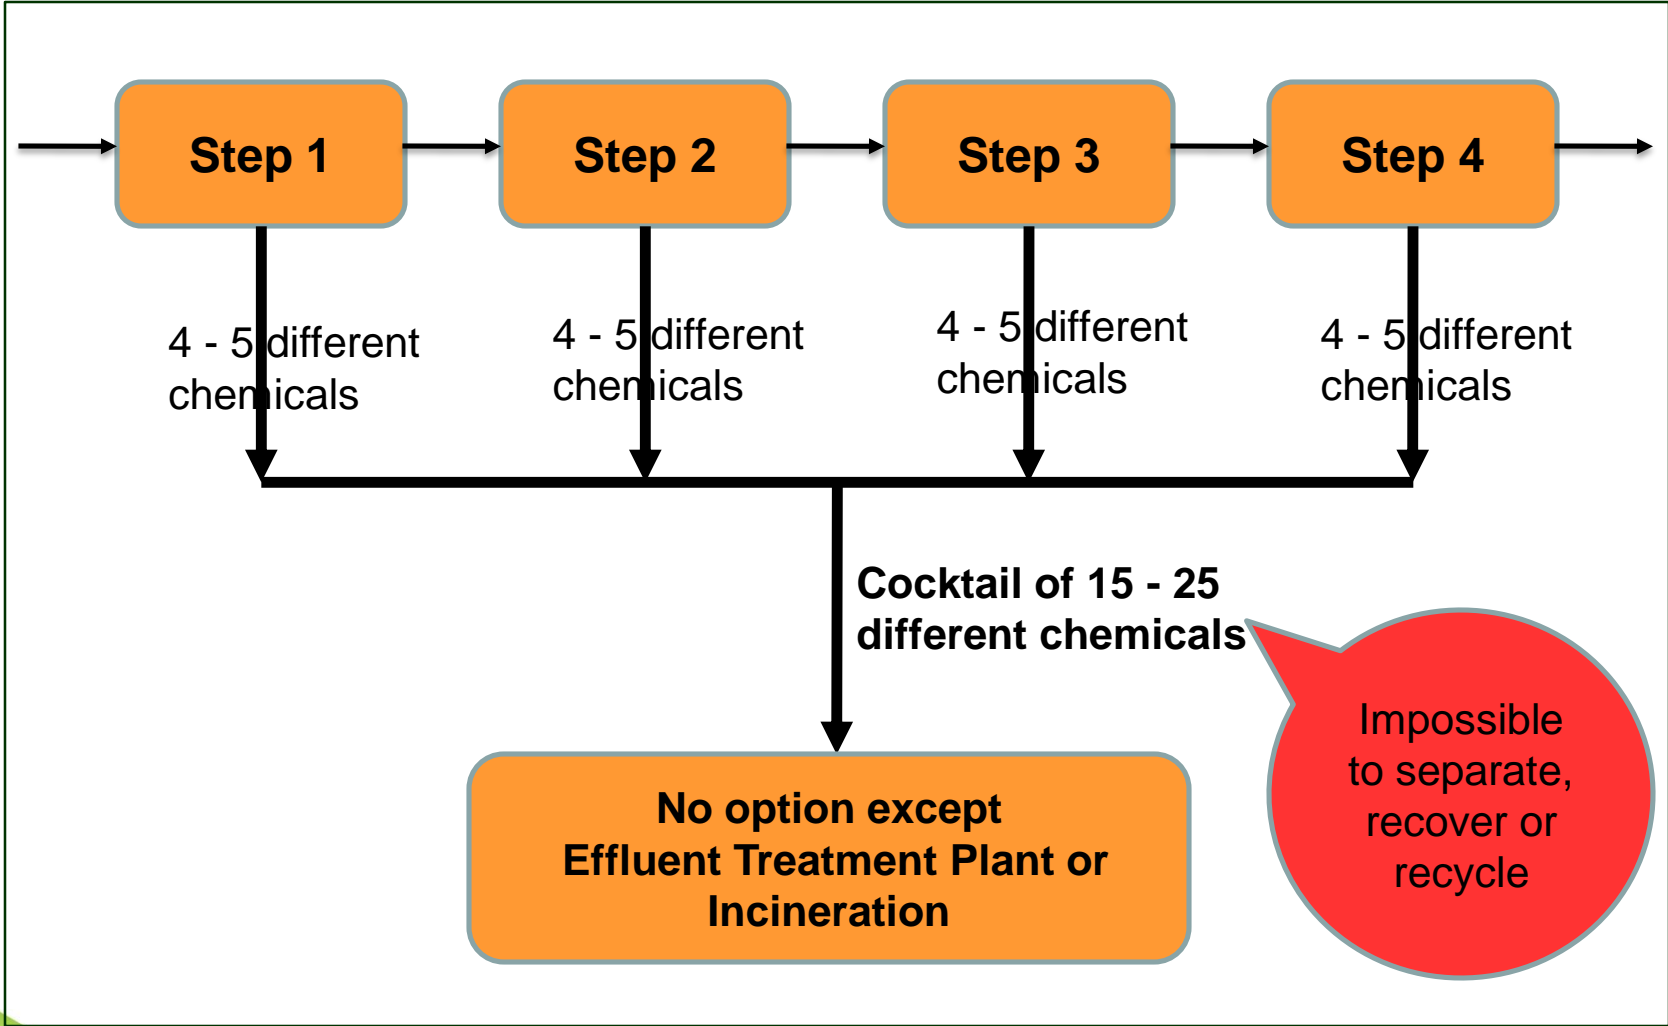 Step 1
Step 2
Step 3
Step 4
4 - 5 different
chemicals
4 - 5 different
chemicals
4 - 5 different
chemicals
4 - 5 different
chemicals
Cocktail of 15 - 25
different chemicals
Impossible
to separate,
recover or
recycle
No option except
Effluent Treatment Plant or
Incineration